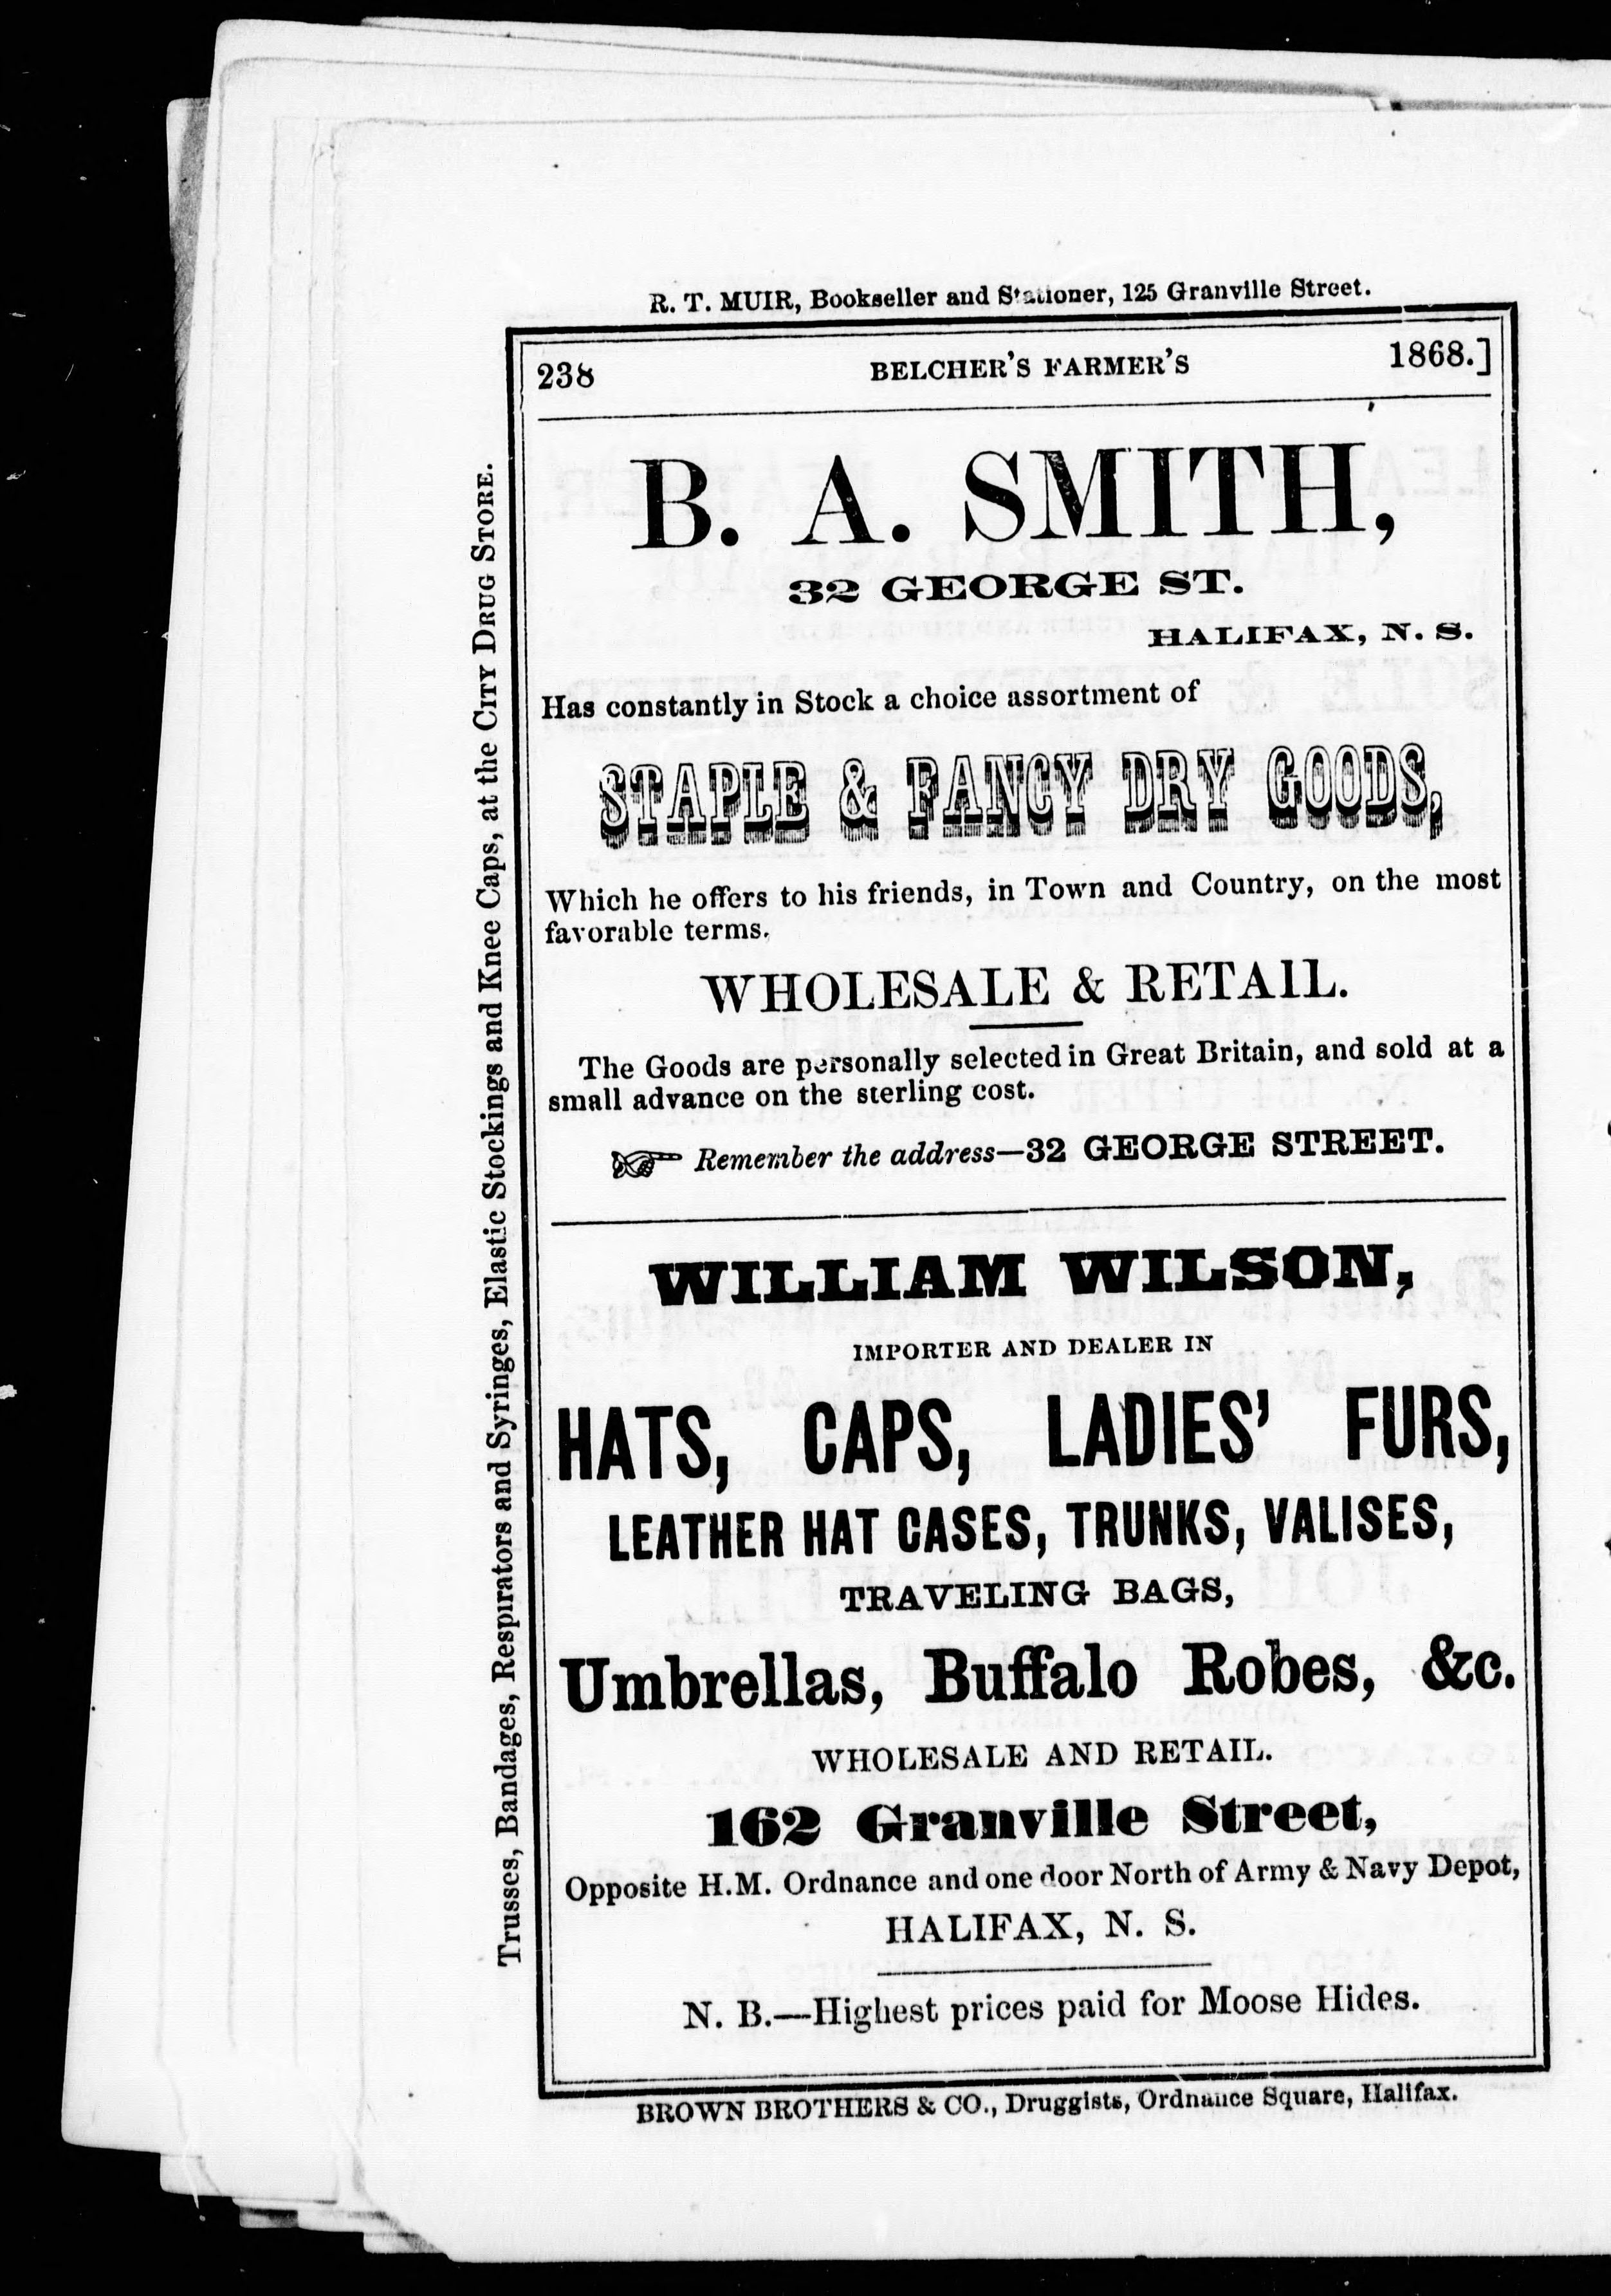 R. T. MUIR, Bookseller and Stationer, 125 Granville Street.
238 BELCHER'S FARMER'S 1868.]
B. A. SMITH,
32 GEORGE ST.
HALIFAX, N. S.
Has constantly in Stock a choice assortment of
STAPLE & FANCY DRY GOODS,
Which he offers to his friends, in Town and Country, on the most
favorable terms.
WHOLESALE & RETAIL.
The Goods are personally selected in Great Britain, and sold at a
small advance on the sterling cost.
Remember the address—32 GEORGE STREET.
WILLIAM WILSON,
IMPORTER AND DEALER IN
HATS, CAPS, LADIES' FURS,
LEATHER HAT CASES, TRUNKS, VALISES,
TRAVELING BAGS,
Umbrellas, Buffalo Robes, &c.
WHOLESALE AND RETAIL.
162 Granville Street,
Opposite H.M. Ordnance and one door North of Army & Navy Depot,
HALIFAX, N. S.
N. B.—Highest prices paid for Moose Hides.
BROWN BROTHERS & CO., Druggists, Ordnance Square, Halifax.
Trusses, Bandages, Respirators and Syringes, Elastic Stockings and Knee Caps, at the CITY DRUG STORE.